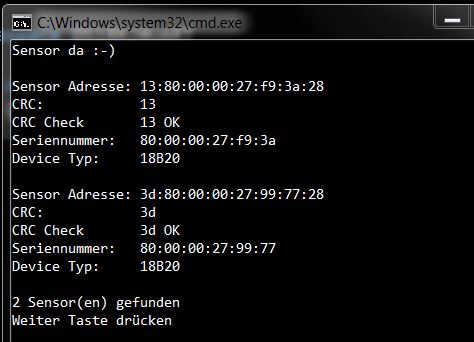 C:\Windows\system32\cmd.exe
Sensor da :-)
Sensor Adresse: 13:80:00:00:27:f9:3a:28
CRC: 13
CRC Check 13 OK
Seriennummer: 80:00:00:27:f9:3a
Device Typ: 18B20
Sensor Adresse: 3d:80:00:00:27:99:77:28
CRC: 3d
CRC Check 3d OK
Seriennummer: 80:00:00:27:99:77
Device Typ: 18B20
2 Sensor(en) gefunden
Weiter Taste drücken